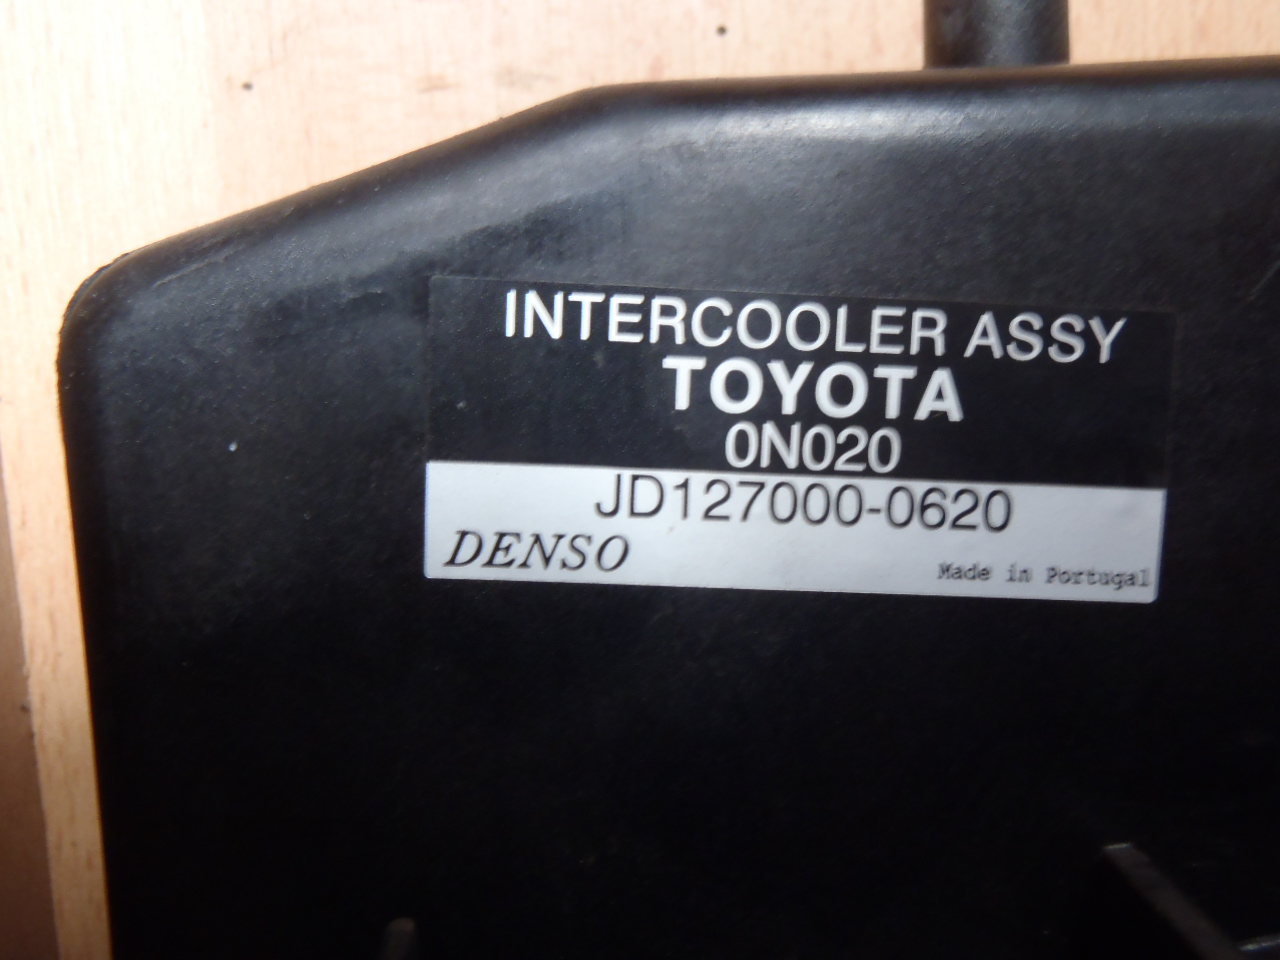 INTERCOOLER ASSY
TOYOTA
0N020
JD127000-0620
DENSO
Made in Portugal